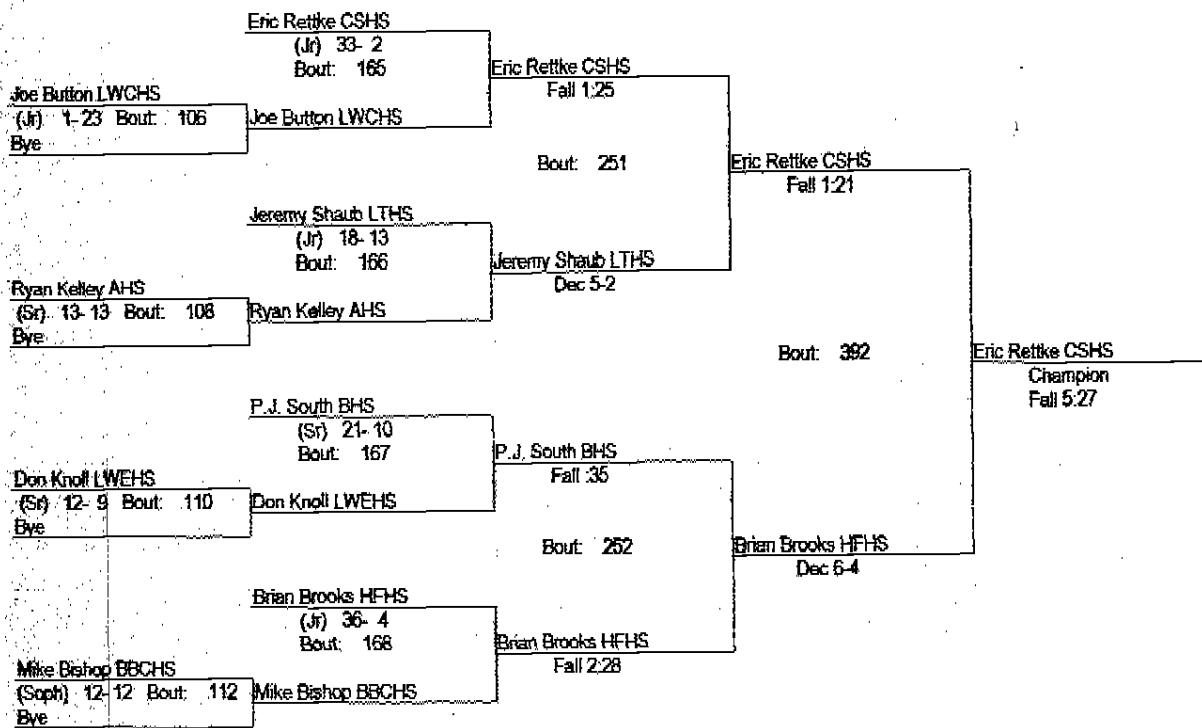 Eric Rettke CSHS
(Jr) 33- 2
Bout: 165
Eric Rettke CSHS
Fall 1:25
Joe Button LWCHS
(Jr) 1-23 Bout: 106
Joe Button LWCHS
Bye
Bout: 251
Eric Rettke CSHS
Fall 1:21
Jeremy Shaub LTHS
(Jr) 18-13
Bout: 166
Jeremy Shaub LTHS
Dec 5-2
Ryan Kelley AHS
(Sr) 13-13 Bout: 108
Ryan Kelley AHS
Bye
Bout: 392
Eric Rettke CSHS
Champion
Fall 5:27
P.J. South BHS
(Sr) 21-10
Bout: 167
P.J. South BHS
Fall :35
Don Knoll LWEHS
(Sr) 12- 9 Bout: 110
Don Knoll LWEHS
Bye
Bout: 252
Brian Brooks HFHS
Dec 6-4
Brian Brooks HFHS
(Jr) 36- 4
Bout: 168
Brian Brooks HFHS
Fall 2:28
Mike Bishop BBCHS
(Soph) 12-12 Bout: 112
Mike Bishop BBCHS
Bye